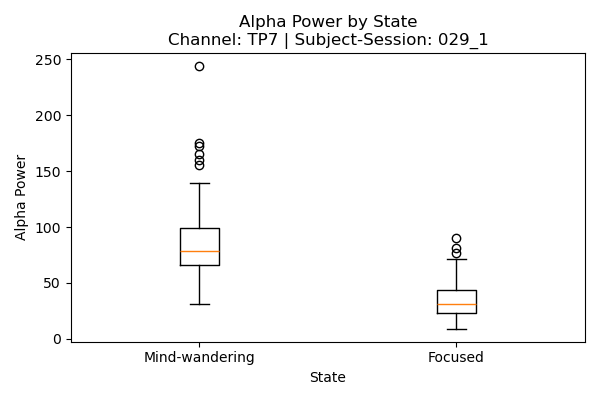 Alpha Power by State
Channel: TP7 | Subject-Session: 029_1
250
200
150
100
50
0
Alpha Power
Mind-wandering
Focused
State